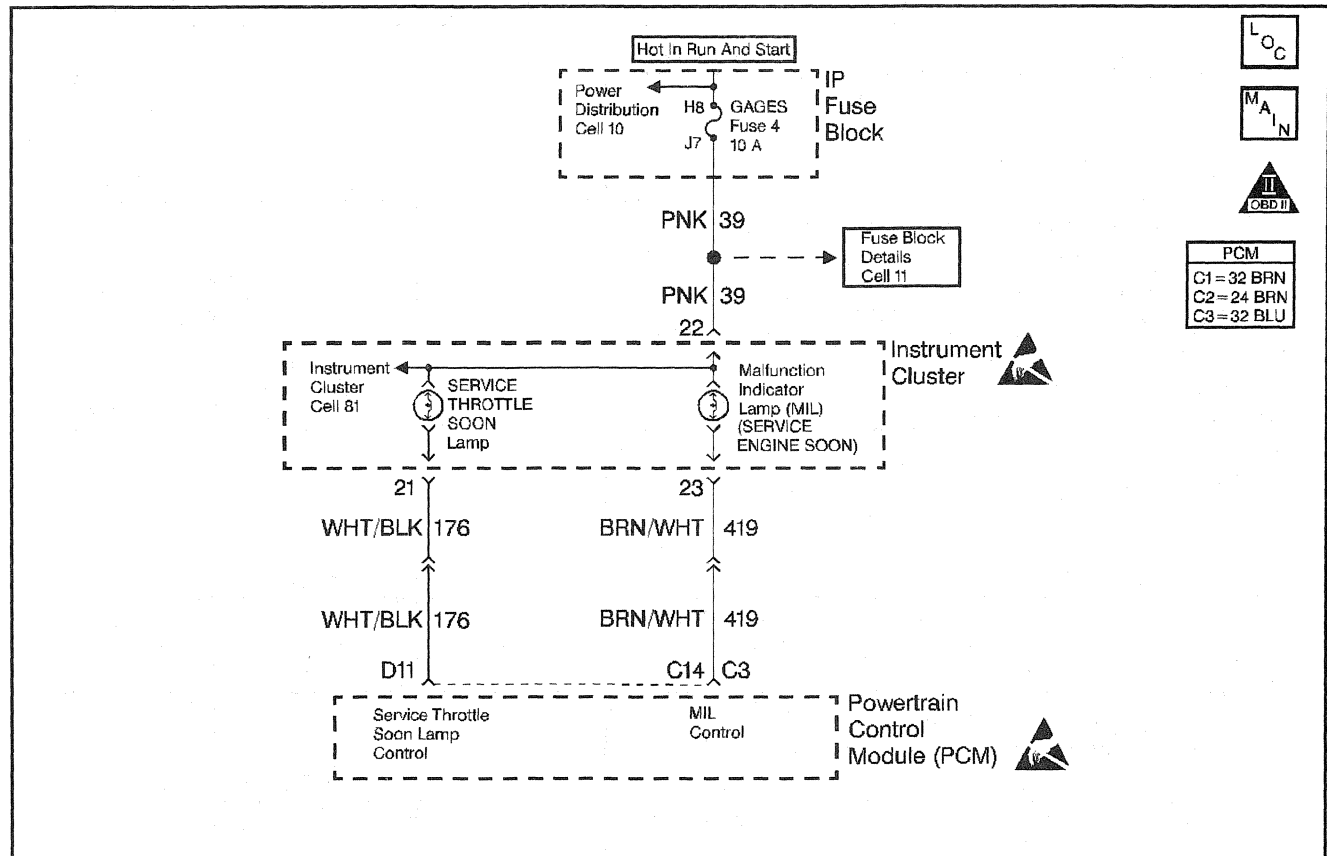 Hot In Run And Start
LOC
IP
Fuse
Block
Power
Distribution
Cell 10
H8
J7
GAGES
Fuse 4
10 A
MAIN
II
OBD II
PNK 39
Fuse Block
Details
Cell 11
PCM
C1=32 BRN
C2=24 BRN
C3=32 BLU
PNK 39
22
Instrument
Cluster
Instrument
Cluster
Cell 81
SERVICE
THROTTLE
SOON
Lamp
Malfunction
Indicator
Lamp (MIL)
(SERVICE
ENGINE SOON)
21
23
WHT/BLK 176
BRN/WHT 419
WHT/BLK 176
BRN/WHT 419
D11
C14 C3
Service Throttle
Soon Lamp
Control
MIL
Control
Powertrain
Control
Module (PCM)